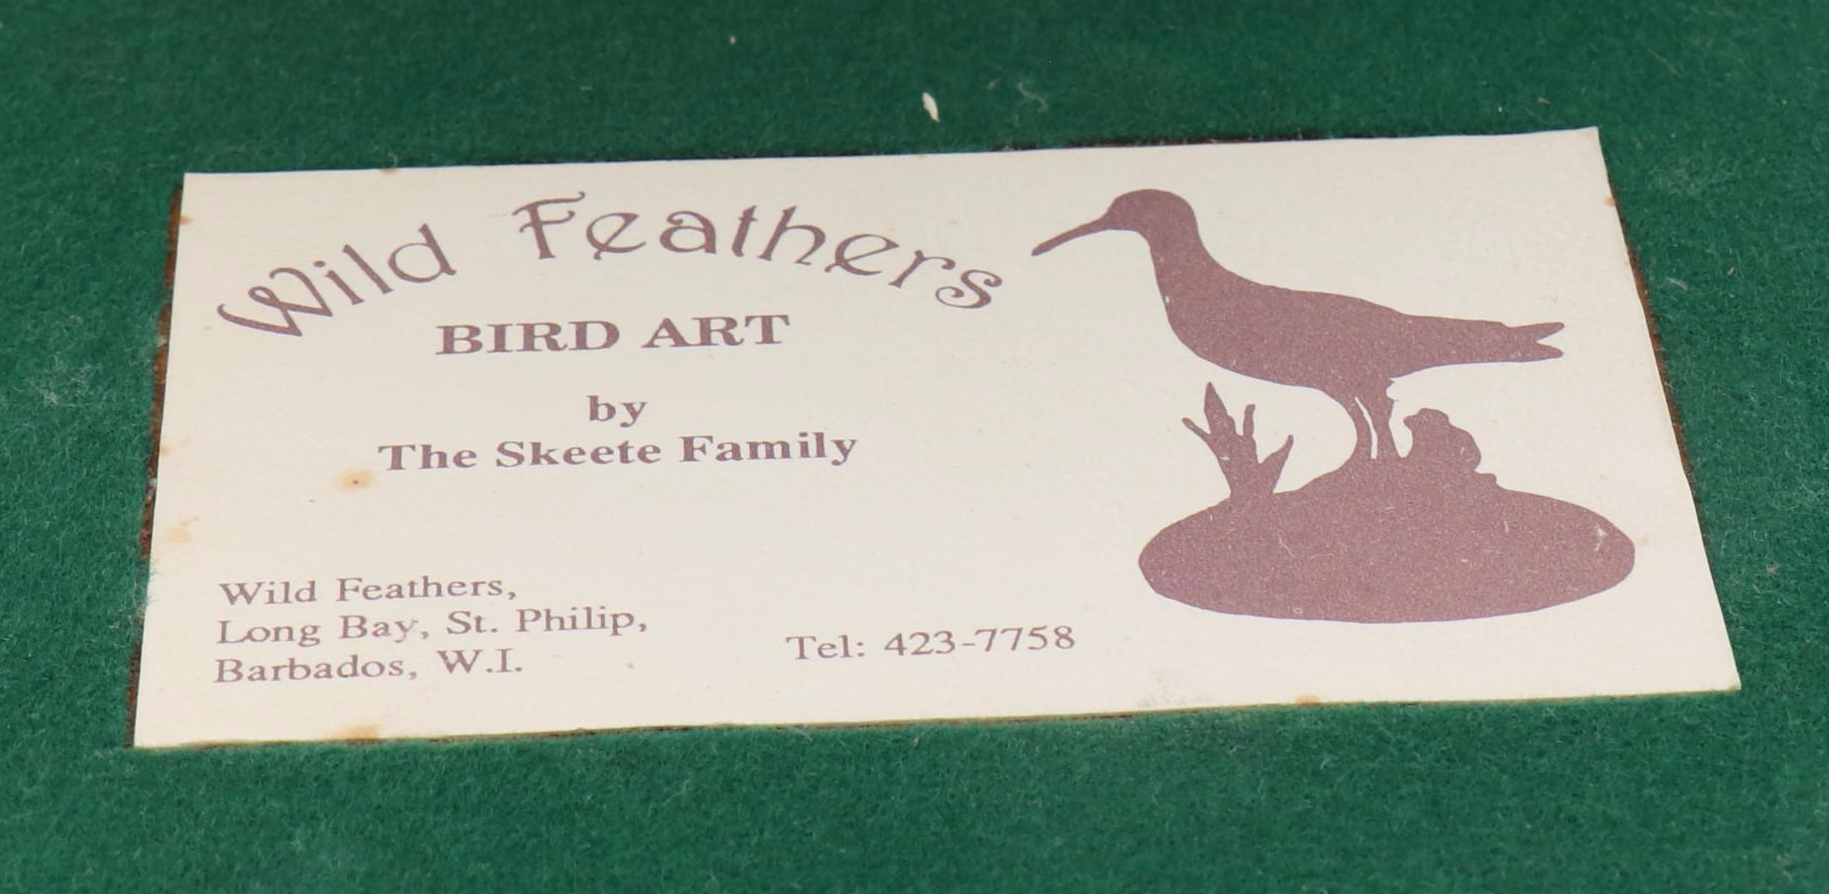 Wild Feathers
BIRD ART
by
The Skeete Family
Wild Feathers,
Long Bay, St. Philip,
Barbados, W.I.
Tel: 423-7758